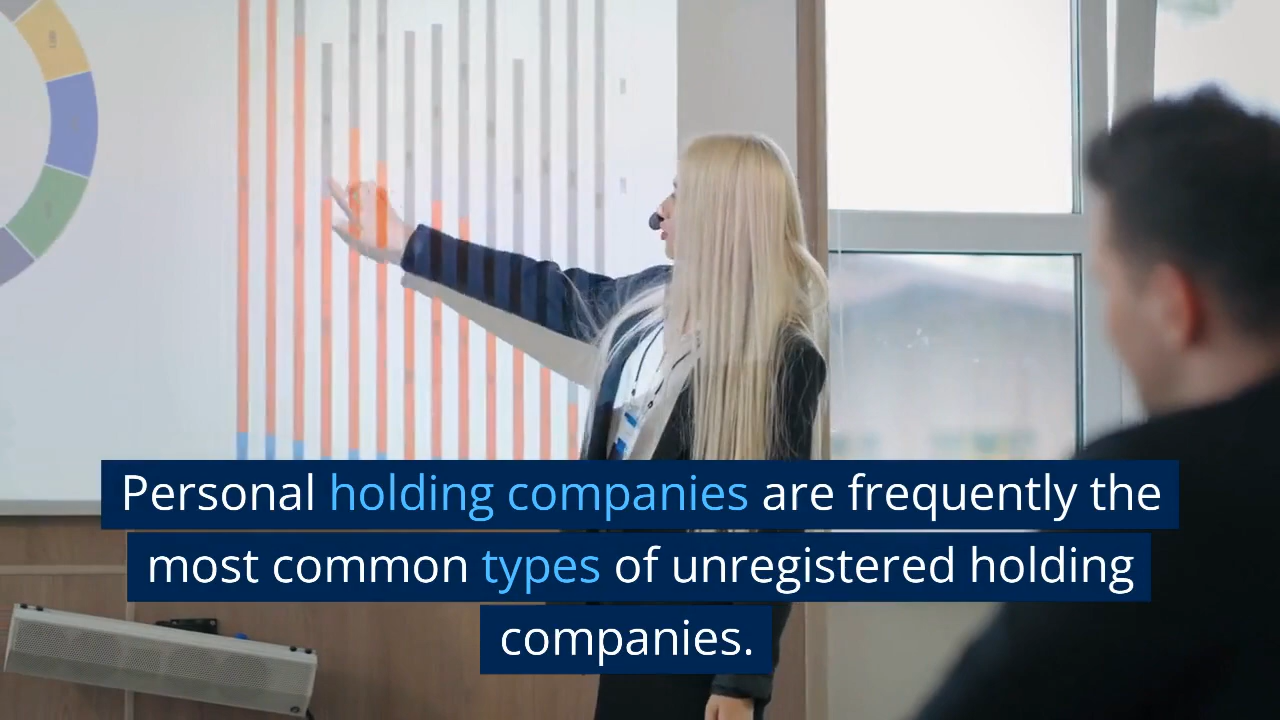 Personal holding companies are frequently the
most common types of unregistered holding
companies.